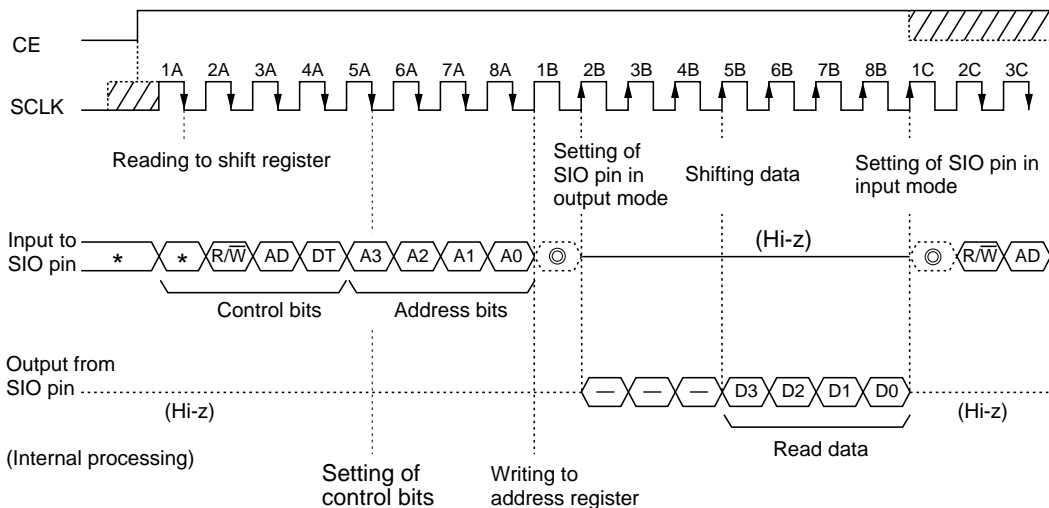 CE
1A 2A 3A 4A 5A 6A 7A 8A 1B 2B 3B 4B 5B 6B 7B 8B 1C 2C 3C
SCLK
Reading to shift register
Setting of
SIO pin in
output mode
Shifting data
Setting of SIO pin in
input mode
Input to
SIO pin
* * R/W̅ AD DT A3 A2 A1 A0 ◎ (Hi-z) ◎ R/W̅ AD
Control bits
Address bits
Output from
SIO pin
(Hi-z)
— — — D3 D2 D1 D0
(Hi-z)
Read data
(Internal processing)
Setting of
control bits
Writing to
address register